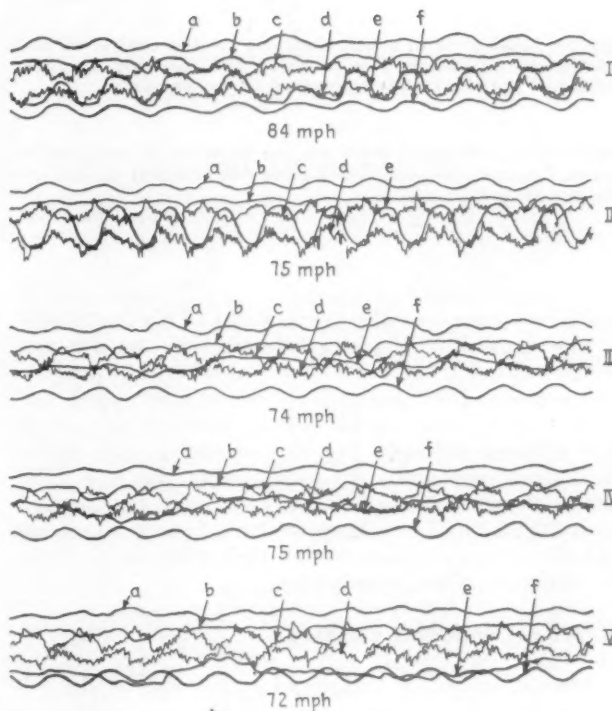 a b c d e f
I
84 mph
a b c d e
II
75 mph
a b c d e f
III
74 mph
a b c d e f
IV
75 mph
a b c d e f
V
72 mph